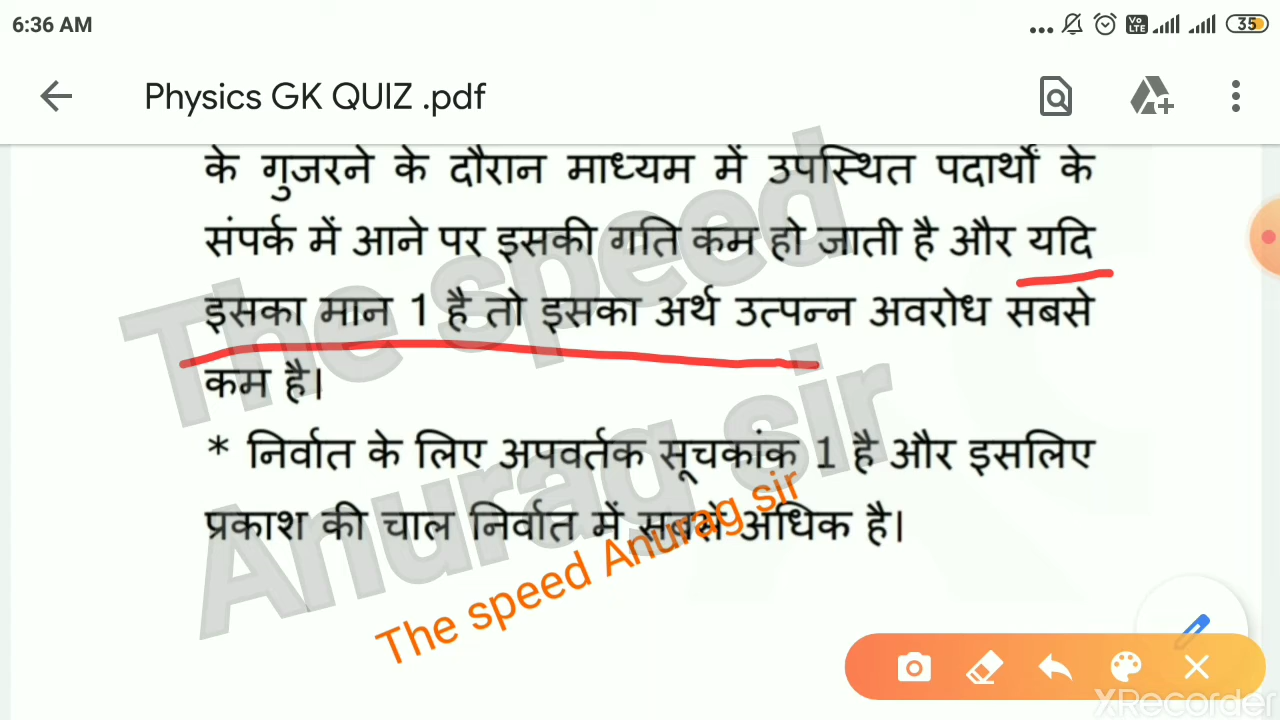 6:36 AM
Vo LTE 35
Physics GK QUIZ .pdf
के गुजरने के दौरान माध्यम में उपस्थित पदार्थों के
संपर्क में आने पर इसकी गति कम हो जाती है और यदि
इसका मान 1 है तो इसका अर्थ उत्पन्न अवरोध सबसे
कम है।
* निर्वात के लिए अपवर्तक सूचकांक 1 है और इसलिए
प्रकाश की चाल निर्वात में सबसे अधिक है।
The speed
Anurag sir
The speed Anurag sir
XRecorder